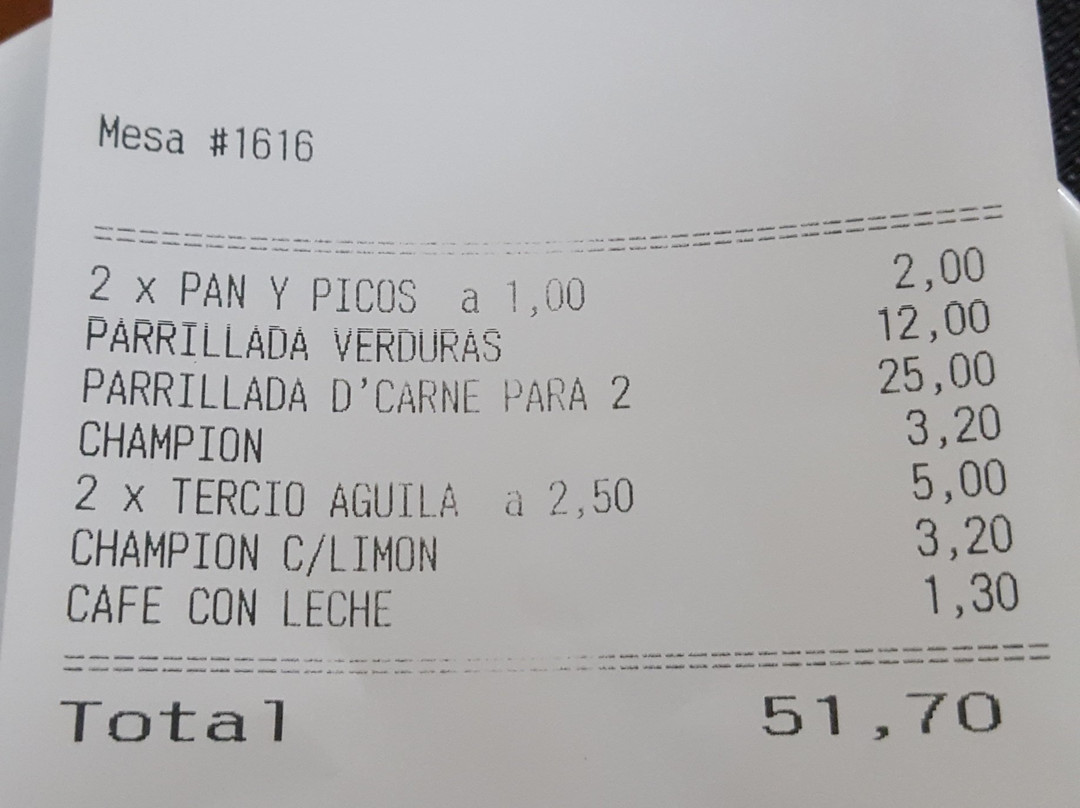 Mesa #1616
==========================================
2 x PAN Y PICOS a 1,00 2,00
PARRILLADA VERDURAS 12,00
PARRILLADA D'CARNE PARA 2 25,00
CHAMPION 3,20
2 x TERCIO AGUILA a 2,50 5,00
CHAMPION C/LIMON 3,20
CAFE CON LECHE 1,30
==========================================
Total 51,70